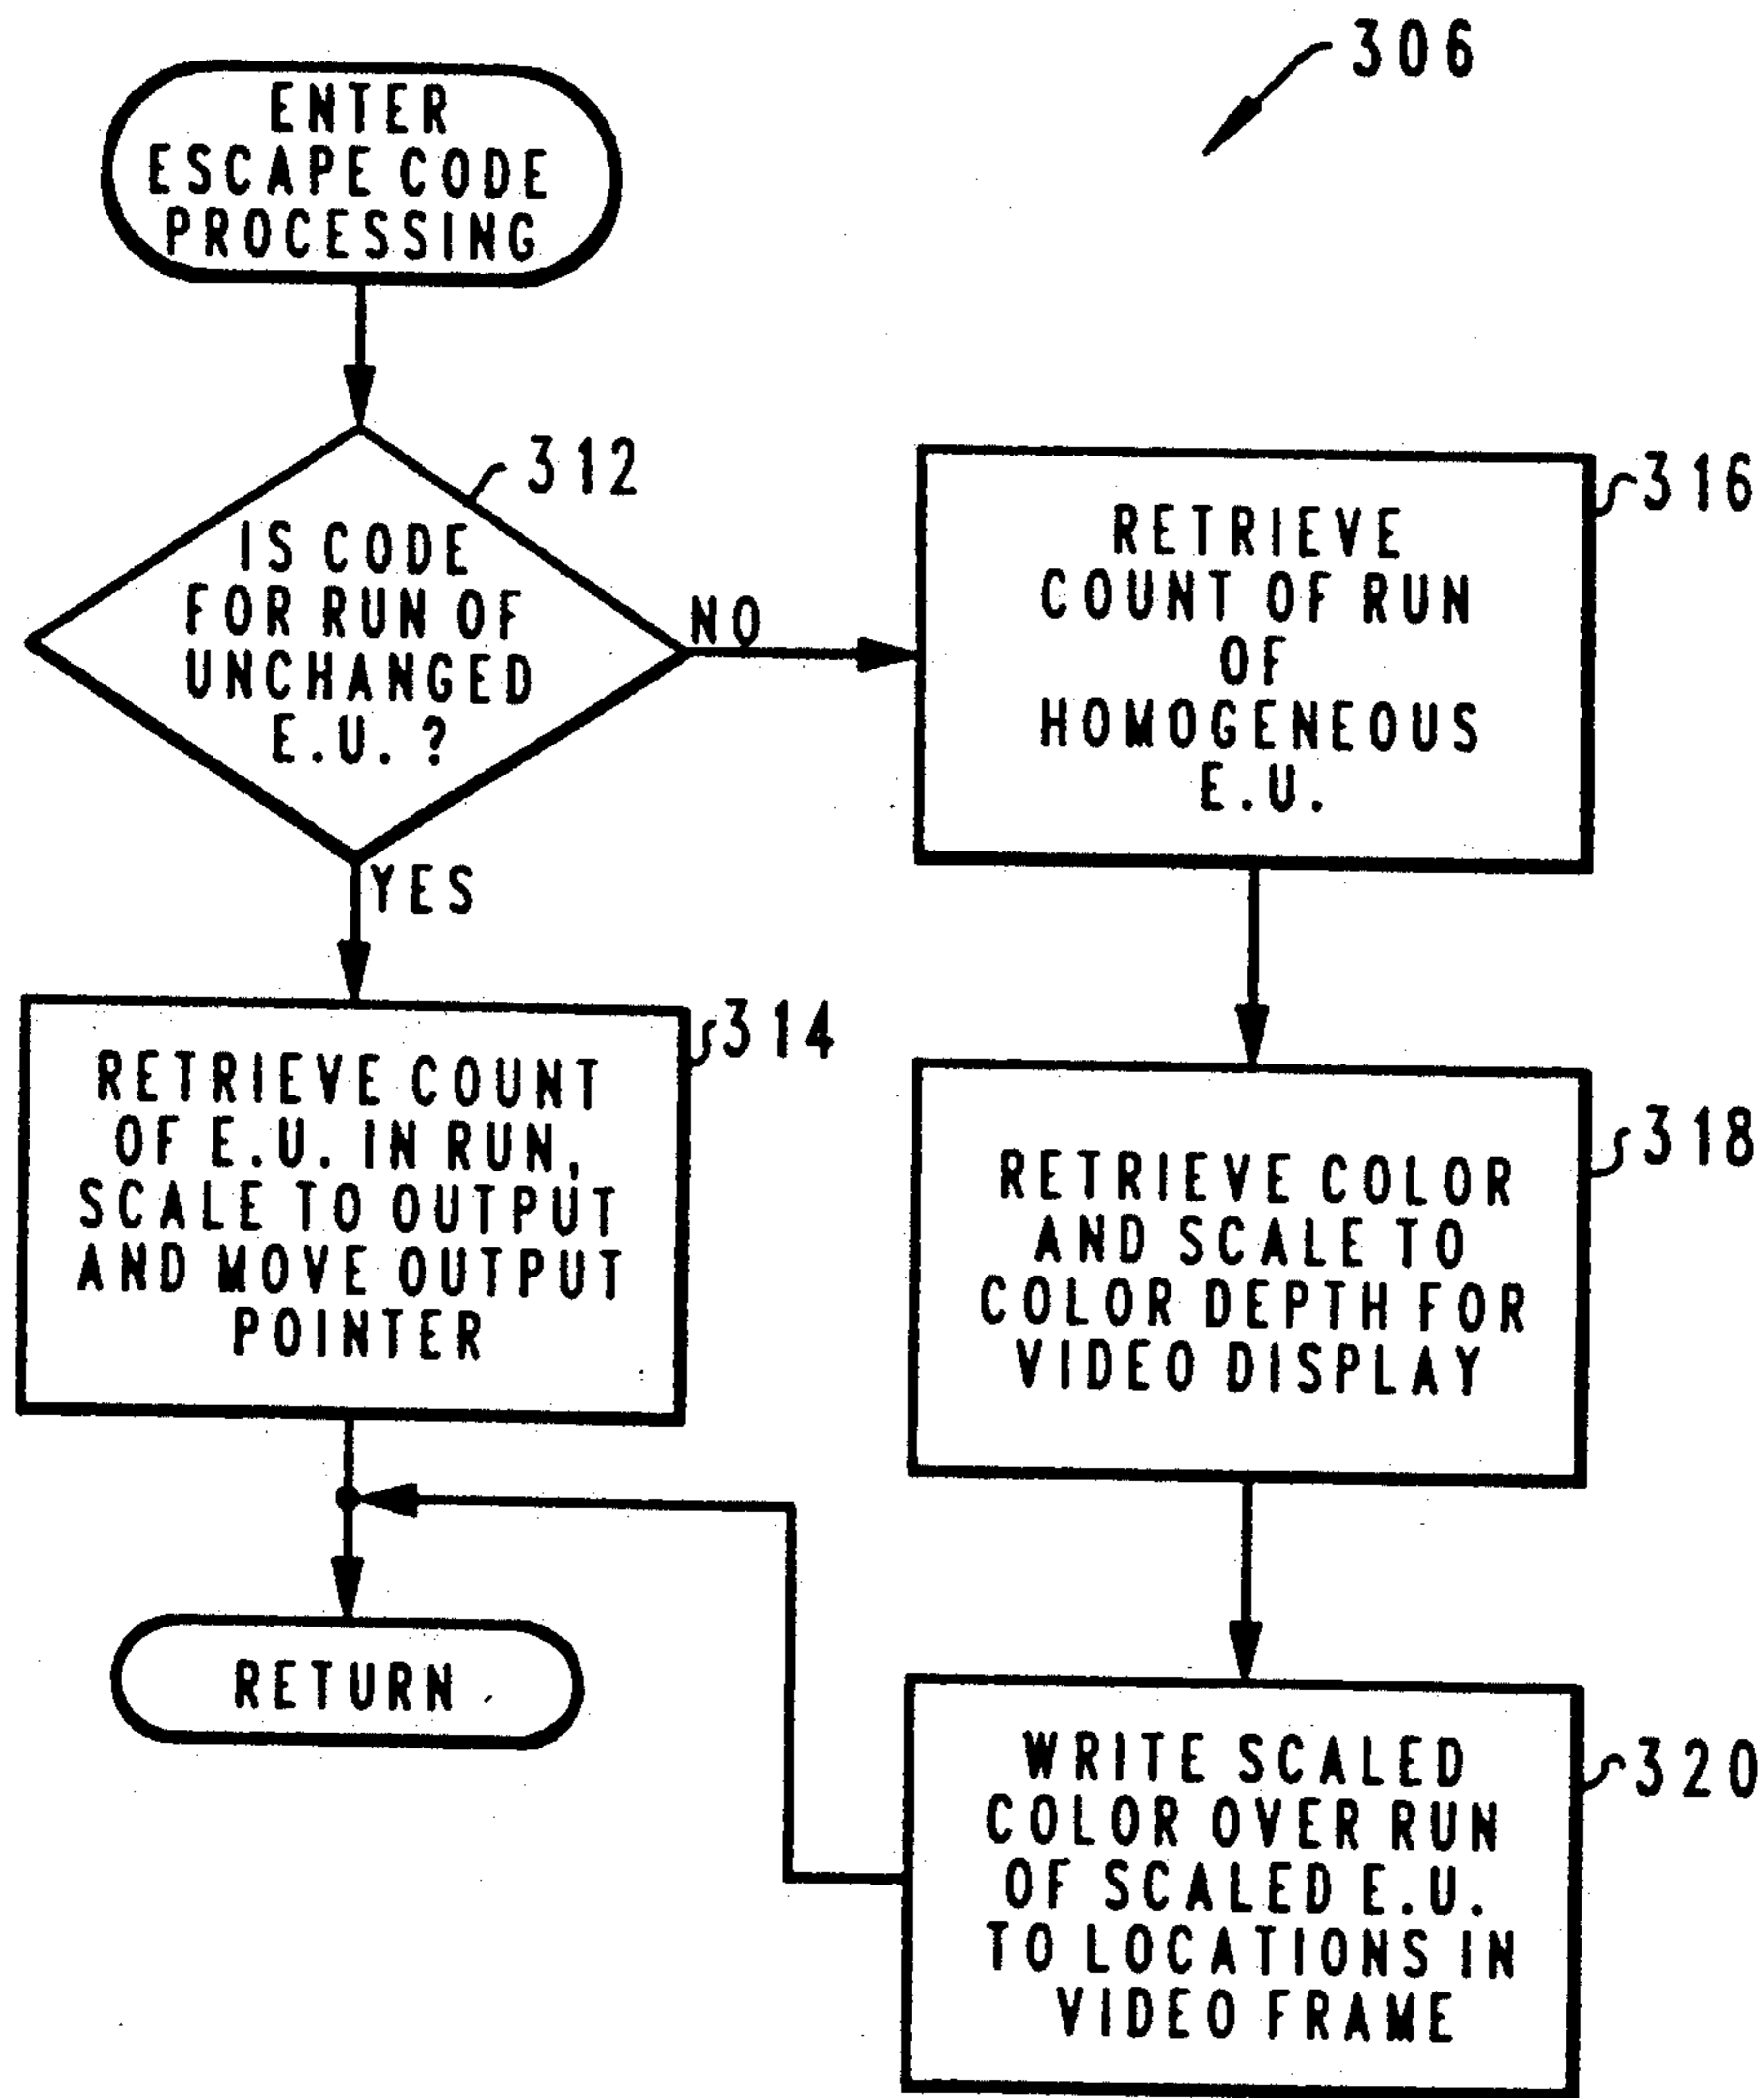 306
ENTER
ESCAPE CODE
PROCESSING
312
IS CODE
FOR RUN OF
UNCHANGED
E.U. ?
NO
YES
316
RETRIEVE
COUNT OF RUN
OF
HOMOGENEOUS
E.U.
314
RETRIEVE COUNT
OF E.U. IN RUN,
SCALE TO OUTPUT
AND MOVE OUTPUT
POINTER
318
RETRIEVE COLOR
AND SCALE TO
COLOR DEPTH FOR
VIDEO DISPLAY
RETURN
320
WRITE SCALED
COLOR OVER RUN
OF SCALED E.U.
TO LOCATIONS IN
VIDEO FRAME